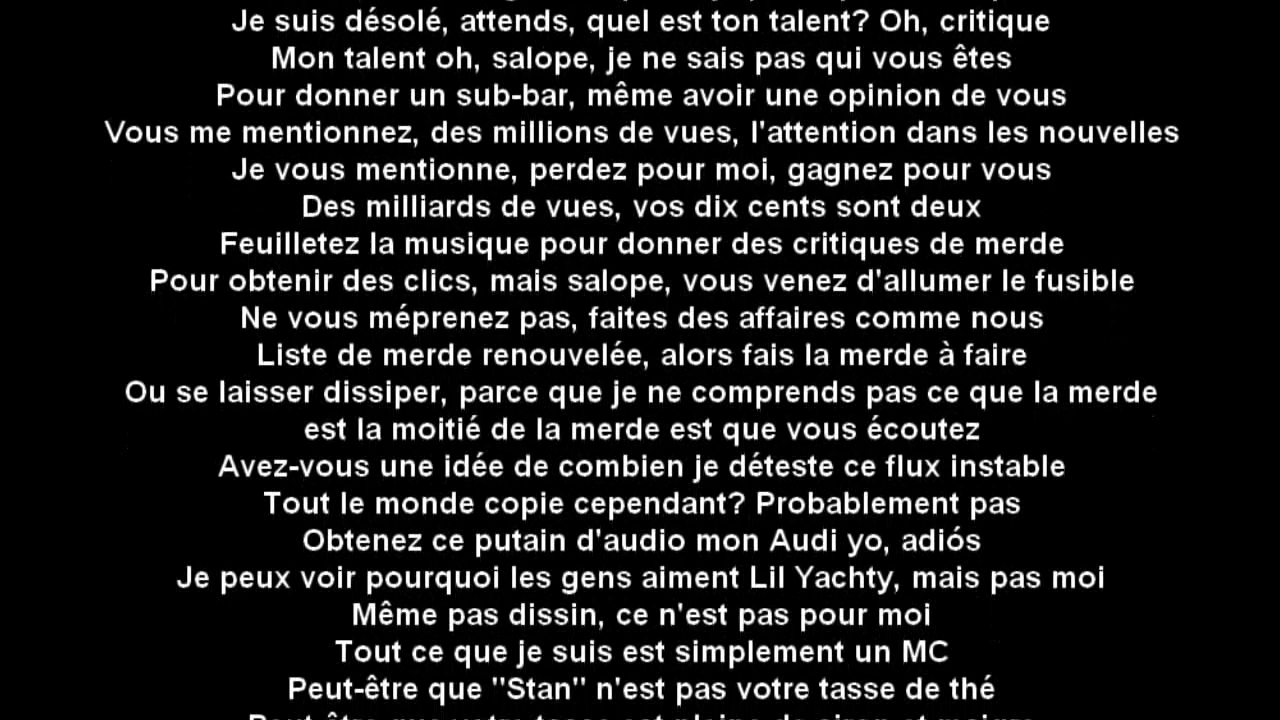 Je suis désolé, attends, quel est ton talent? Oh, critique
Mon talent oh, salope, je ne sais pas qui vous êtes
Pour donner un sub-bar, même avoir une opinion de vous
Vous me mentionnez, des millions de vues, l'attention dans les nouvelles
Je vous mentionne, perdez pour moi, gagnez pour vous
Des milliards de vues, vos dix cents sont deux
Feuilletez la musique pour donner des critiques de merde
Pour obtenir des clics, mais salope, vous venez d'allumer le fusible
Ne vous méprenez pas, faites des affaires comme nous
Liste de merde renouvelée, alors fais la merde à faire
Ou se laisser dissiper, parce que je ne comprends pas ce que la merde
est la moitié de la merde est que vous écoutez
Avez-vous une idée de combien je déteste ce flux instable
Tout le monde copie cependant? Probablement pas
Obtenez ce putain d'audio mon Audi yo, adiós
Je peux voir pourquoi les gens aiment Lil Yachty, mais pas moi
Même pas dissin, ce n'est pas pour moi
Tout ce que je suis est simplement un MC
Peut-être que "Stan" n'est pas votre tasse de thé